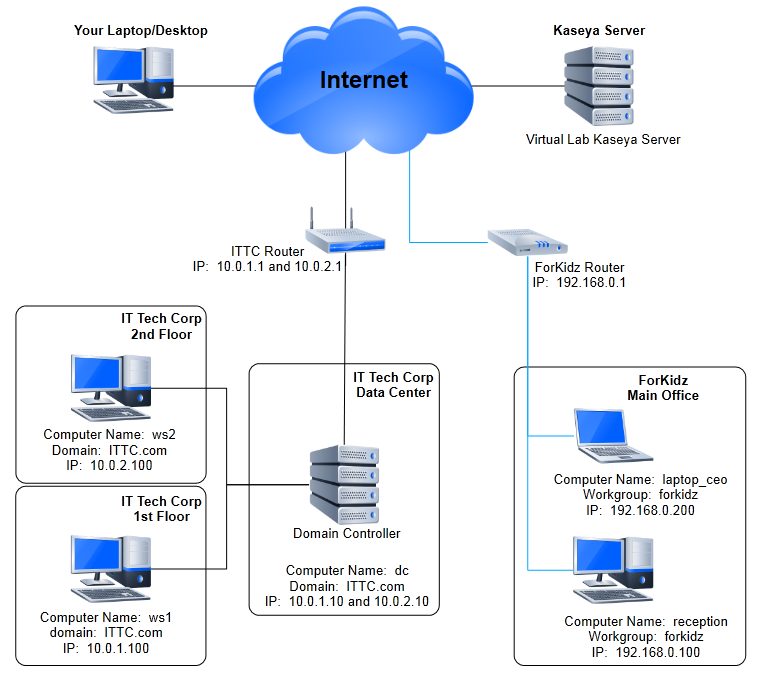 Your Laptop/Desktop
Internet
Kaseya Server
Virtual Lab Kaseya Server
ITTC Router
IP: 10.0.1.1 and 10.0.2.1
ForKidz Router
IP: 192.168.0.1
IT Tech Corp
2nd Floor
Computer Name: ws2
Domain: ITTC.com
IP: 10.0.2.100
IT Tech Corp
1st Floor
Computer Name: ws1
domain: ITTC.com
IP: 10.0.1.100
IT Tech Corp
Data Center
Domain Controller
Computer Name: dc
Domain: ITTC.com
IP: 10.0.1.10 and 10.0.2.10
ForKidz
Main Office
Computer Name: laptop_ceo
Workgroup: forkidz
IP: 192.168.0.200
Computer Name: reception
Workgroup: forkidz
IP: 192.168.0.100